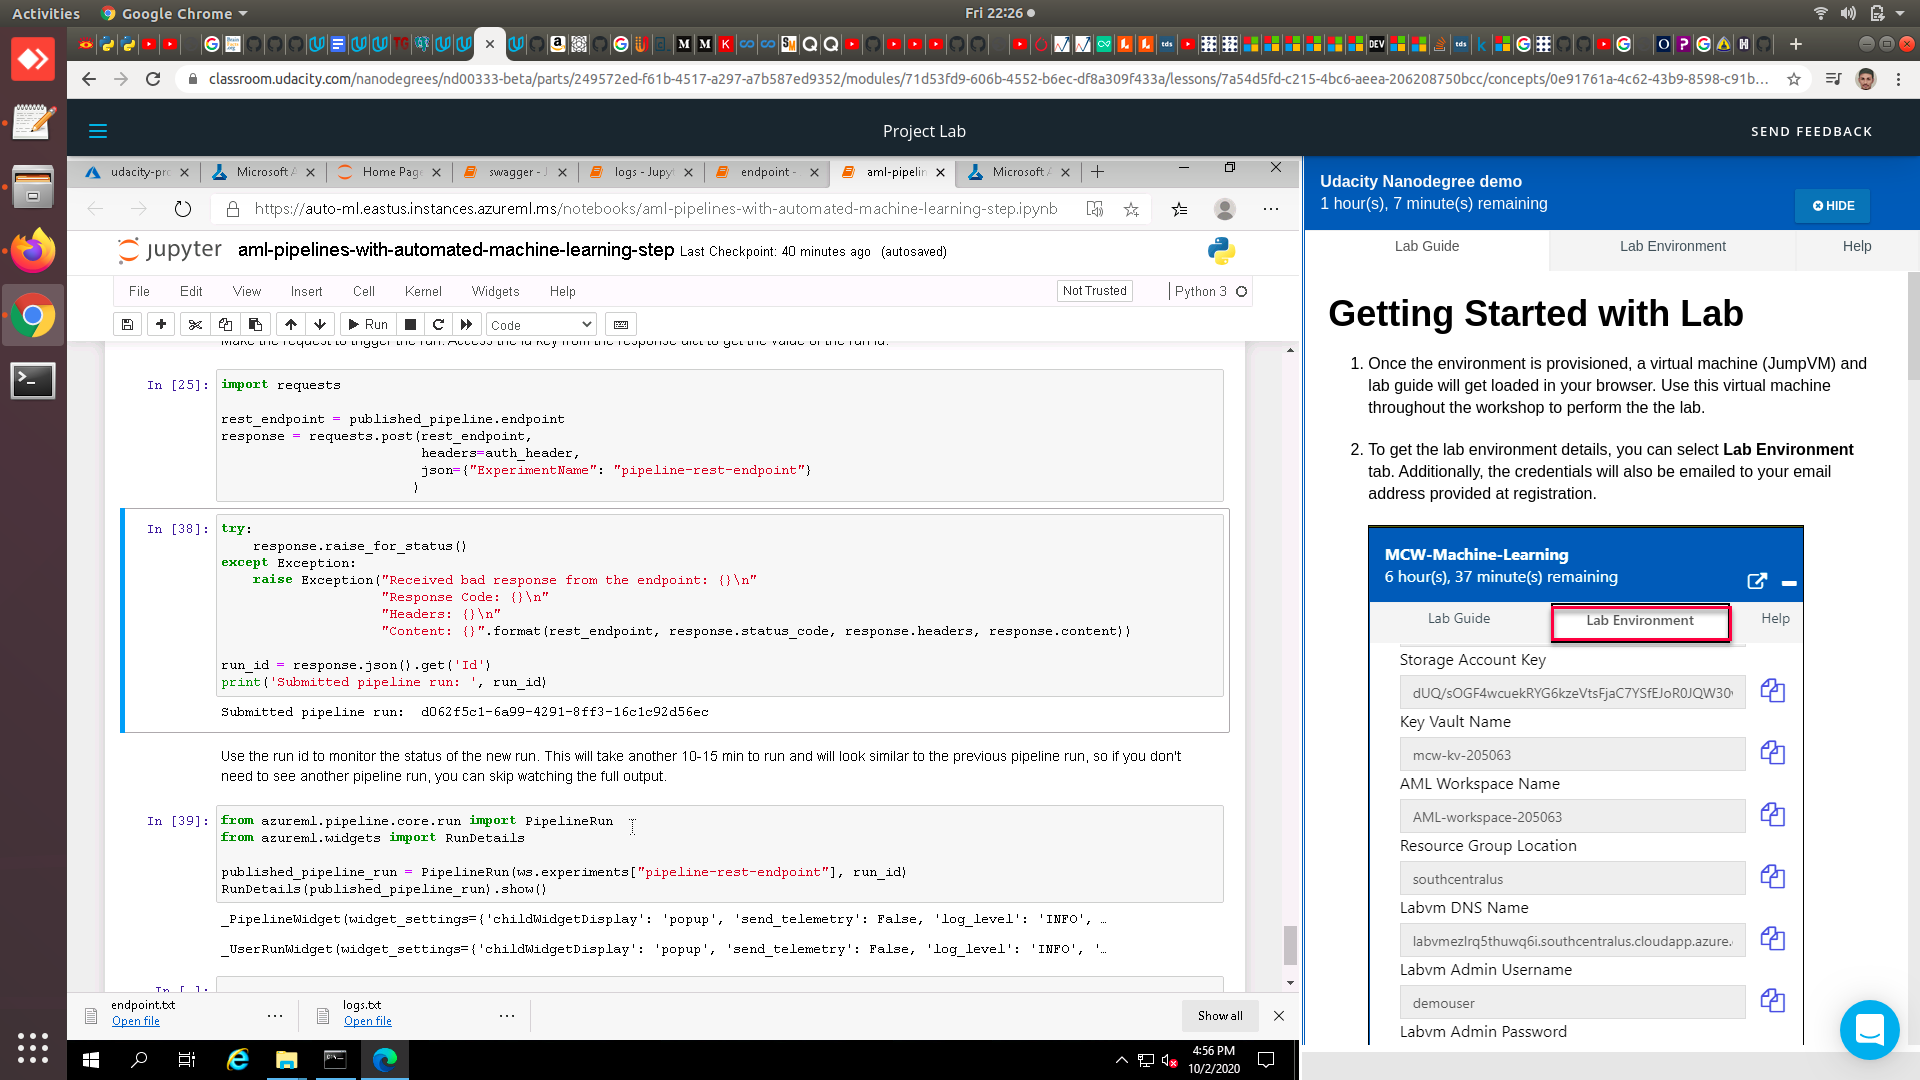 Activities
Google Chrome
Fri 22:26
classroom.udacity.com/nanodegrees/nd00333-beta/parts/249572ed-f61b-4517-a297-a7b587ed9352/modules/71d53fd9-606b-4552-b6ec-df8a309f433a/lessons/7a54d5fd-c215-4bc6-aeea-206208750bcc/concepts/0e91761a-4c62-43b9-8598-c91b…
Project Lab
SEND FEEDBACK
udacity-pr
Microsoft A
Home Page
swagger - J
logs - Jupyt
endpoint -
aml-pipelin
Microsoft A
https://auto-ml.eastus.instances.azureml.ms/notebooks/aml-pipelines-with-automated-machine-learning-step.ipynb
jupyter aml-pipelines-with-automated-machine-learning-step Last Checkpoint: 40 minutes ago (autosaved)
File Edit View Insert Cell Kernel Widgets Help
Not Trusted
Python 3
Run
Code
Make the request to trigger the run. Access the Id key from the response dict to get the value of the run id.
In [25]: import requests
rest_endpoint = published_pipeline.endpoint
response = requests.post(rest_endpoint,
headers=auth_header,
json={"ExperimentName": "pipeline-rest-endpoint"}
)
In [38]: try:
response.raise_for_status()
except Exception:
raise Exception("Received bad response from the endpoint: {}\n"
"Response Code: {}\n"
"Headers: {}\n"
"Content: {}".format(rest_endpoint, response.status_code, response.headers, response.content))
run_id = response.json().get('Id')
print('Submitted pipeline run: ', run_id)
Submitted pipeline run:  d062f5c1-6a99-4291-8ff3-16c1c92d56ec
Use the run id to monitor the status of the new run. This will take another 10-15 min to run and will look similar to the previous pipeline run, so if you don't
need to see another pipeline run, you can skip watching the full output.
In [39]: from azureml.pipeline.core.run import PipelineRun
from azureml.widgets import RunDetails
published_pipeline_run = PipelineRun(ws.experiments["pipeline-rest-endpoint"], run_id)
RunDetails(published_pipeline_run).show()
_PipelineWidget(widget_settings={'childWidgetDisplay': 'popup', 'send_telemetry': False, 'log_level': 'INFO', …
_UserRunWidget(widget_settings={'childWidgetDisplay': 'popup', 'send_telemetry': False, 'log_level': 'INFO', '…
In [ ]:
endpoint.txt
Open file
logs.txt
Open file
Show all
4:56 PM
10/2/2020
Udacity Nanodegree demo
1 hour(s), 7 minute(s) remaining
HIDE
Lab Guide
Lab Environment
Help
Getting Started with Lab
1. Once the environment is provisioned, a virtual machine (JumpVM) and
lab guide will get loaded in your browser. Use this virtual machine
throughout the workshop to perform the the lab.
2. To get the lab environment details, you can select Lab Environment
tab. Additionally, the credentials will also be emailed to your email
address provided at registration.
MCW-Machine-Learning
6 hour(s), 37 minute(s) remaining
Lab Guide
Lab Environment
Help
Storage Account Key
dUQ/sOGF4wcuekRYG6kzeVtsFjaC7YSfEJoR0JQW30
Key Vault Name
mcw-kv-205063
AML Workspace Name
AML-workspace-205063
Resource Group Location
southcentralus
Labvm DNS Name
labvmezlrq5thuwq6i.southcentralus.cloudapp.azure.
Labvm Admin Username
demouser
Labvm Admin Password